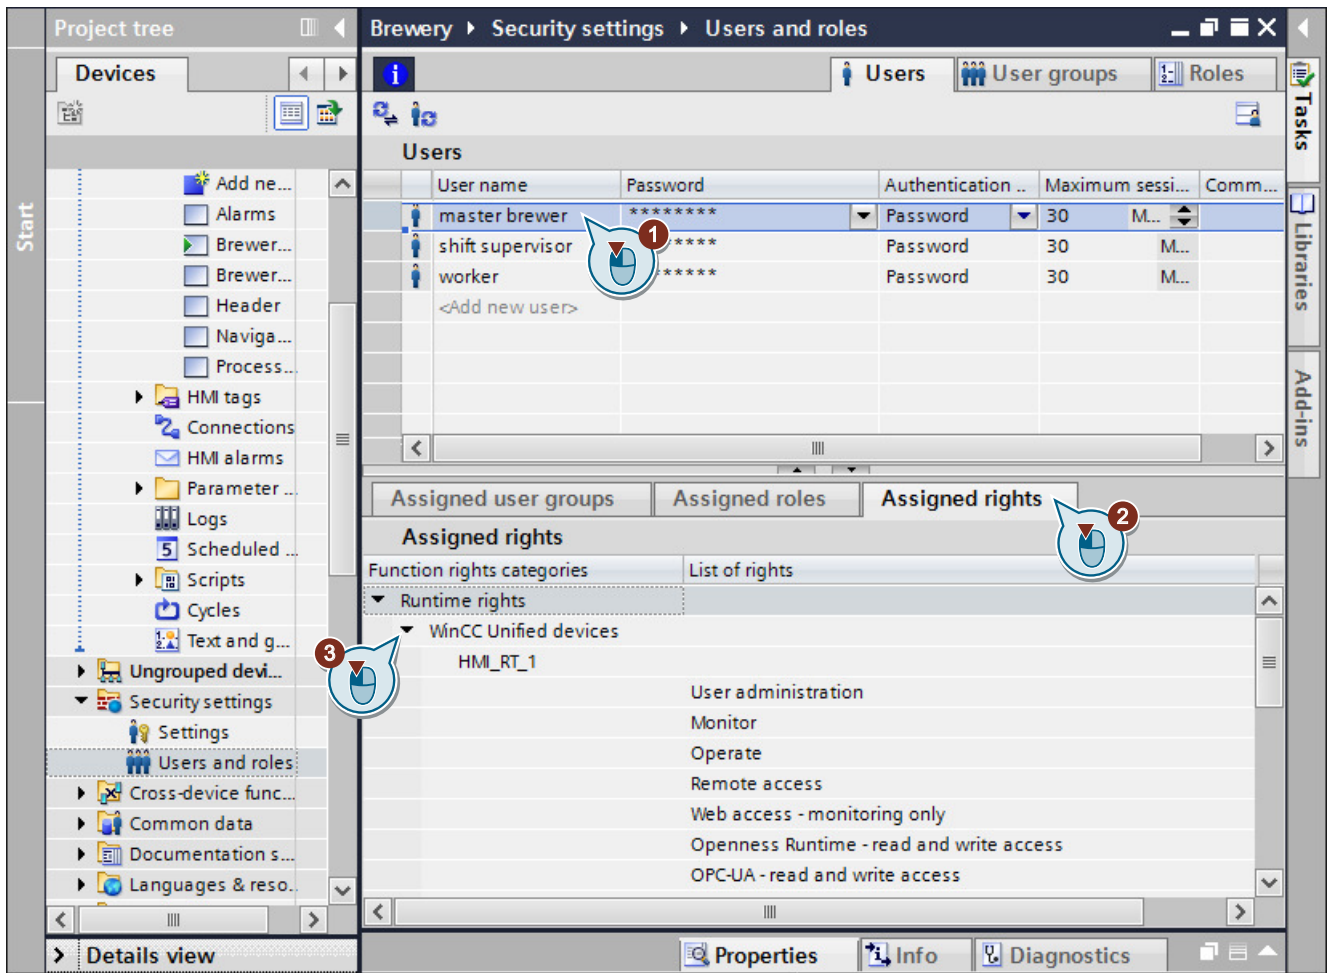 Start
Project tree
Devices
Add ne...
Alarms
Brewer...
Brewer...
Header
Naviga...
Process...
HMI tags
Connections
HMI alarms
Parameter ...
Logs
Scheduled ...
Scripts
Cycles
Text and g...
Ungrouped devi...
Security settings
Settings
Users and roles
Cross-device func...
Common data
Documentation s...
Languages & reso..
Details view
Brewery Security settings Users and roles
Users User groups Roles
Users
User name Password Authentication .. Maximum sessi... Comm...
master brewer ******** Password 30 M...
1
shift supervisor ****** Password 30 M...
worker ****** Password 30 M...
<Add new user>
Assigned user groups Assigned roles Assigned rights
2
Assigned rights
Function rights categories List of rights
Runtime rights
WinCC Unified devices
3
HMI_RT_1
User administration
Monitor
Operate
Remote access
Web access - monitoring only
Openness Runtime - read and write access
OPC-UA - read and write access
Properties Info Diagnostics
Tasks
Libraries
Add-ins